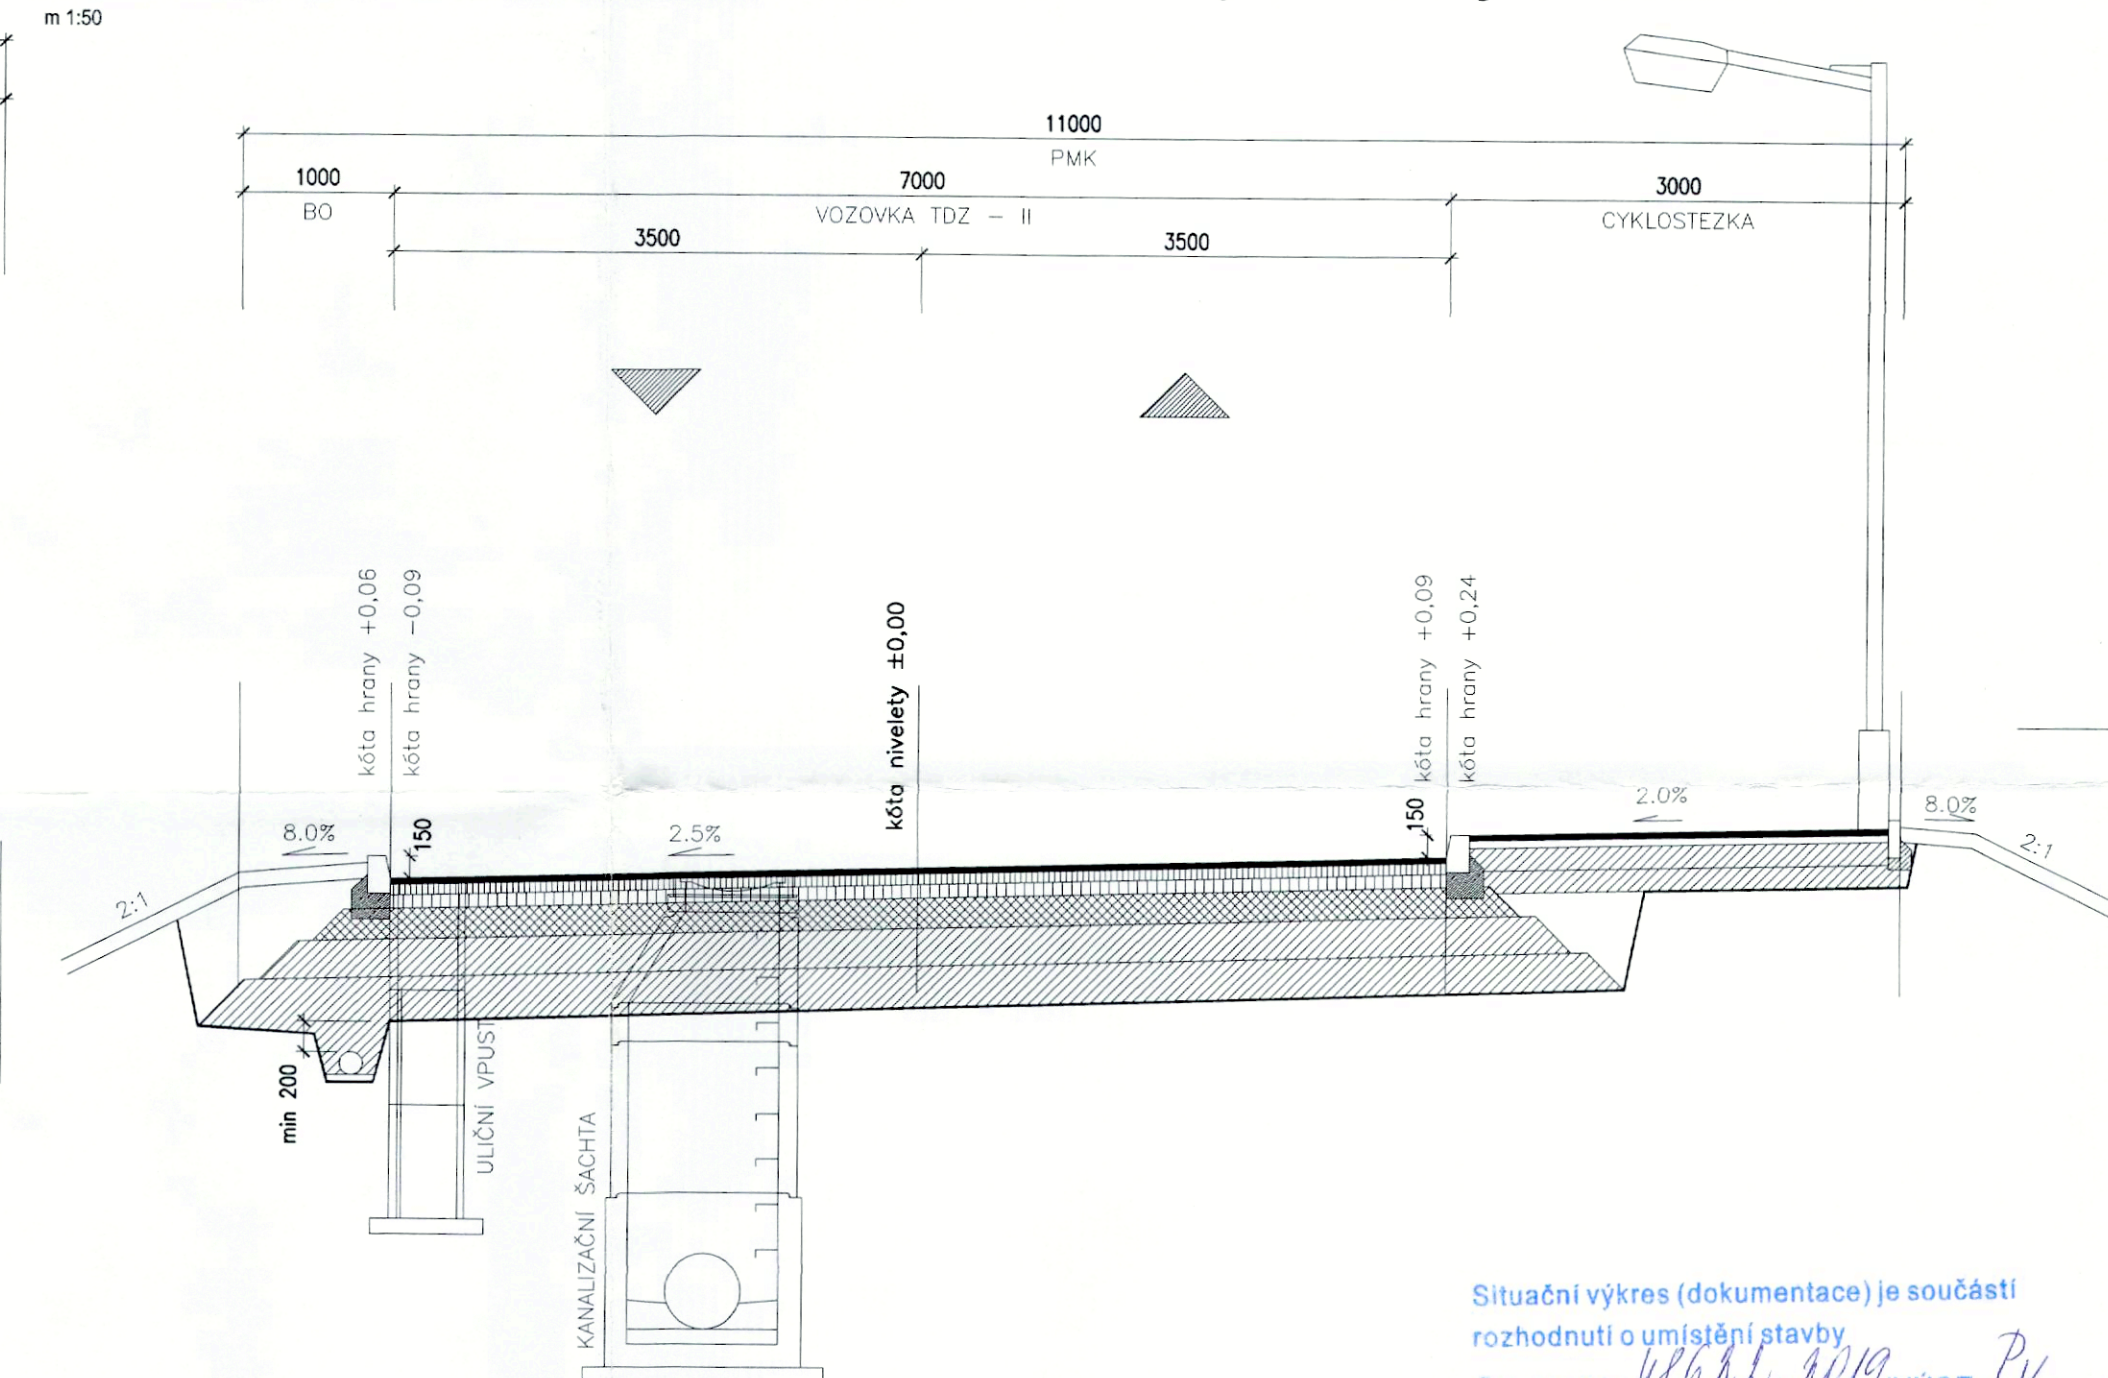 m 1:50
11000
PMK
1000
7000
3000
BO
VOZOVKA TDZ – II
CYKLOSTEZKA
3500
3500
kóta hrany +0,06
kóta hrany –0,09
kóta nivelety ±0,00
kóta hrany +0,09
kóta hrany +0,24
8.0%
150
2.5%
150
2.0%
8.0%
2:1
2:1
min 200
ULIČNÍ VPUSŤ
KANALIZAČNÍ ŠACHTA
Situační výkres (dokumentace) je součástí
rozhodnutí o umístění stavby